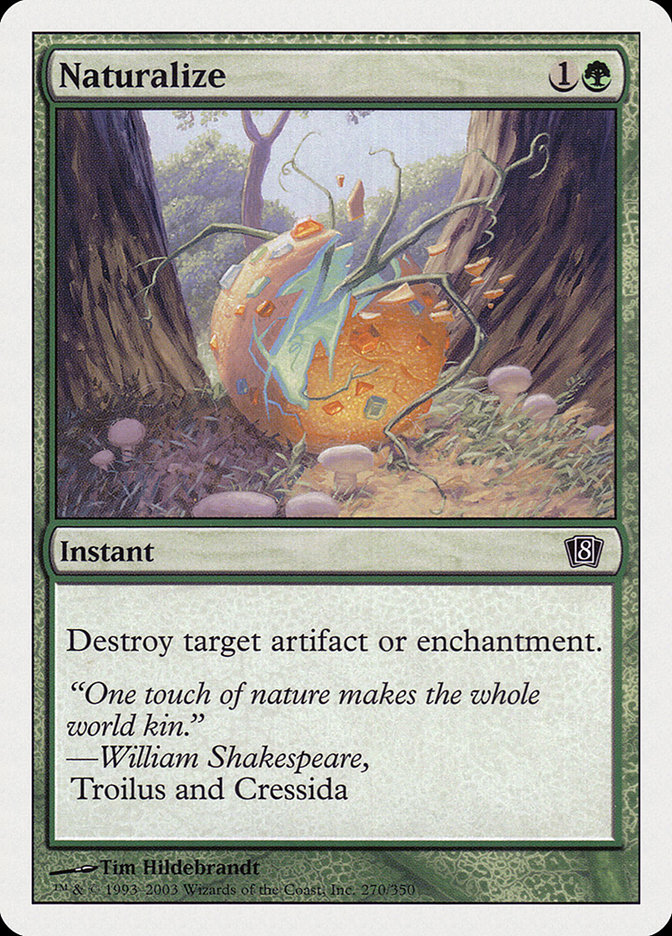 Naturalize 1
Instant 8
Destroy target artifact or enchantment.
“One touch of nature makes the whole
world kin.”
—William Shakespeare,
Troilus and Cressida
Tim Hildebrandt
™ & © 1993–2003 Wizards of the Coast, Inc. 270/350